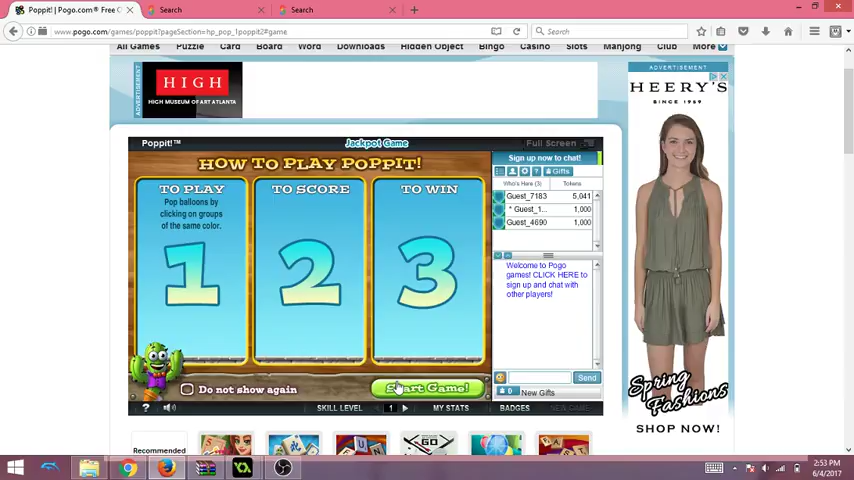 Poppit! | Pogo.com® Free O
Search
Search
www.pogo.com/games/poppit?pageSection=hp_pop_1poppit2#game
Search
All Games Puzzle Card Board Word Downloads Hidden Object Bingo Casino Slots Mahjong Club More
ADVERTISEMENT
HIGH
HIGH MUSEUM OF ART ATLANTA
ADVERTISEMENT
HEERY'S
SINCE 1969
Poppit!™
Jackpot Game
Full Screen
HOW TO PLAY POPPIT!
TO PLAY
Pop balloons by
clicking on groups
of the same color.
1
TO SCORE
2
TO WIN
3
Do not show again
Start Game!
? SKILL LEVEL 1 MY STATS BADGES NEW GAME
Sign up now to chat!
? Gifts
Who's Here (3) Tokens
Guest_7183 5,041
* Guest_1... 1,000
Guest_4690 1,000
Welcome to Pogo
games! CLICK HERE to
sign up and chat with
other players!
Send
0 New Gifts
Spring
Fashions
SHOP NOW!
Recommended
2:53 PM
6/4/2017